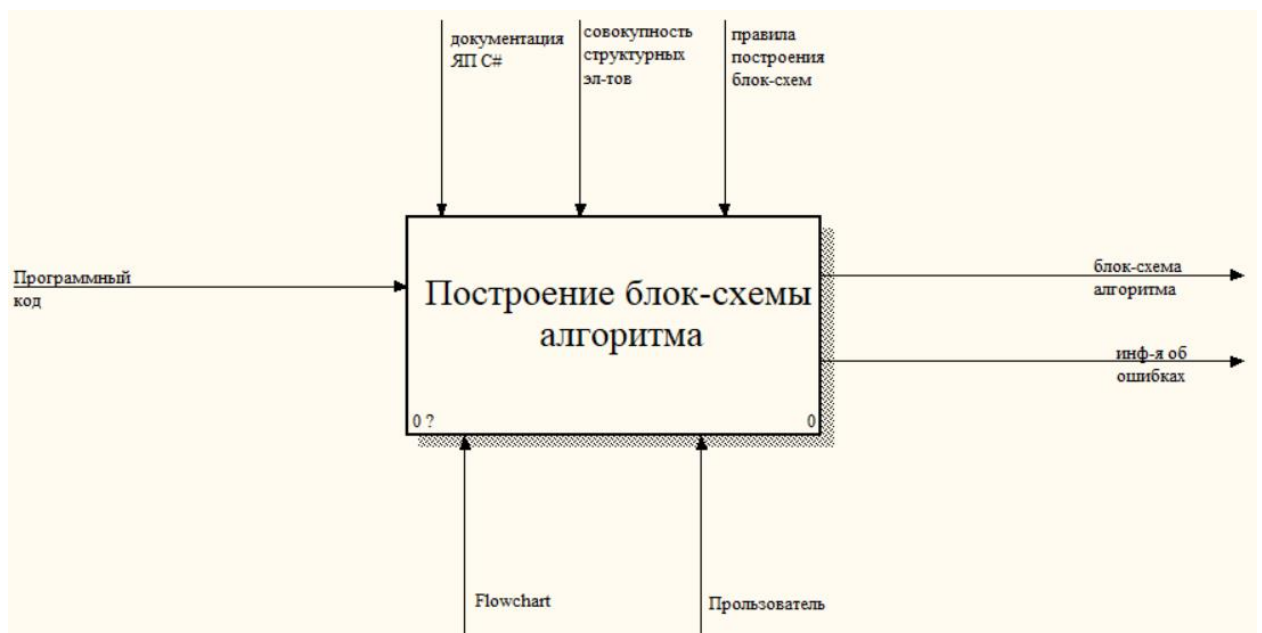 документация
ЯП C#
совокупность
структурных
эл-тов
правила
построения
блок-схем
Программный
код
Построение блок-схемы
алгоритма
0 ?
0
блок-схема
алгоритма
инф-я об
ошибках
Flowchart
Прользователь